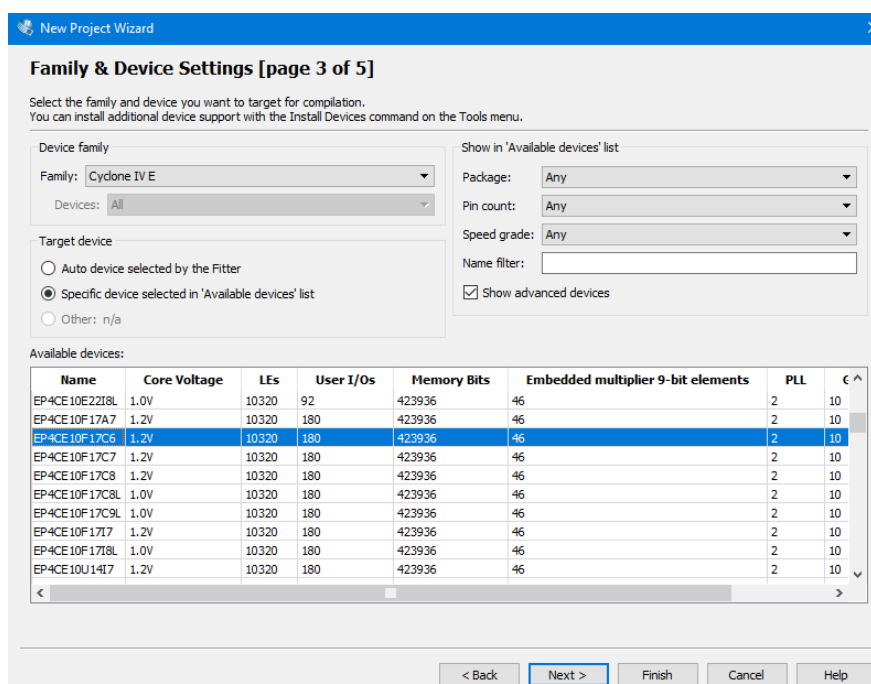 New Project Wizard
Family & Device Settings [page 3 of 5]
Select the family and device you want to target for compilation.
You can install additional device support with the Install Devices command on the Tools menu.
Device family
Family: Cyclone IV E
Devices: All
Target device
Auto device selected by the Fitter
Specific device selected in 'Available devices' list
Other: n/a
Show in 'Available devices' list
Package: Any
Pin count: Any
Speed grade: Any
Name filter:
Show advanced devices
Available devices:
Name Core Voltage LEs User I/Os Memory Bits Embedded multiplier 9-bit elements PLL
EP4CE10E22I8L 1.0V 10320 92 423936 46 2 10
EP4CE10F17A7 1.2V 10320 180 423936 46 2 10
EP4CE10F17C6 1.2V 10320 180 423936 46 2 10
EP4CE10F17C7 1.2V 10320 180 423936 46 2 10
EP4CE10F17C8 1.2V 10320 180 423936 46 2 10
EP4CE10F17C8L 1.0V 10320 180 423936 46 2 10
EP4CE10F17C9L 1.0V 10320 180 423936 46 2 10
EP4CE10F17I7 1.2V 10320 180 423936 46 2 10
EP4CE10F17I8L 1.0V 10320 180 423936 46 2 10
EP4CE10U14I7 1.2V 10320 180 423936 46 2 10
< Back Next > Finish Cancel Help